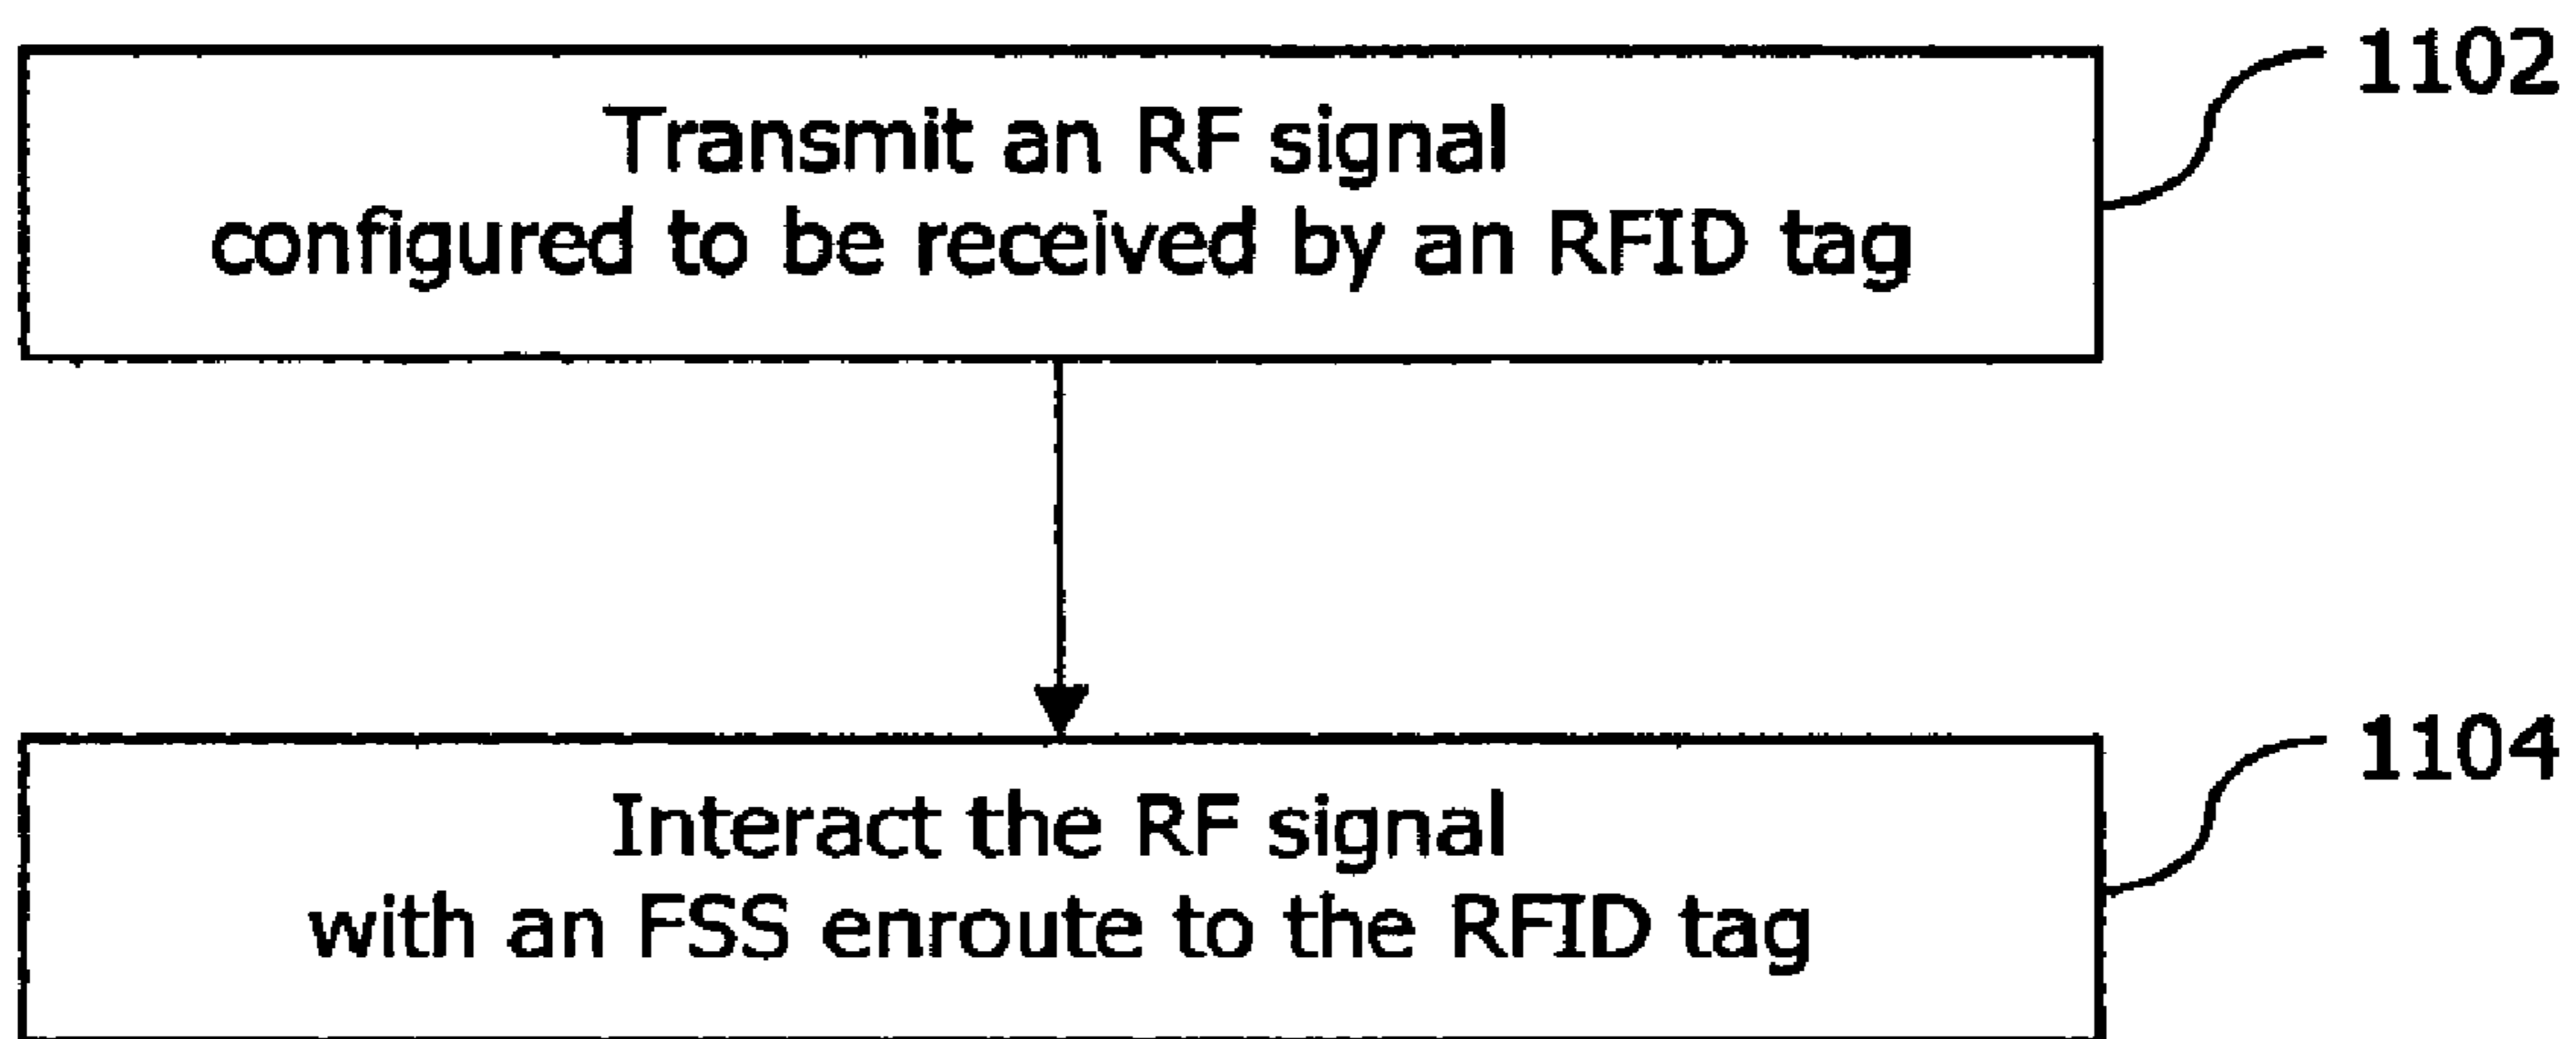 Transmit an RF signal
configured to be received by an RFID tag
1102
Interact the RF signal
with an FSS enroute to the RFID tag
1104